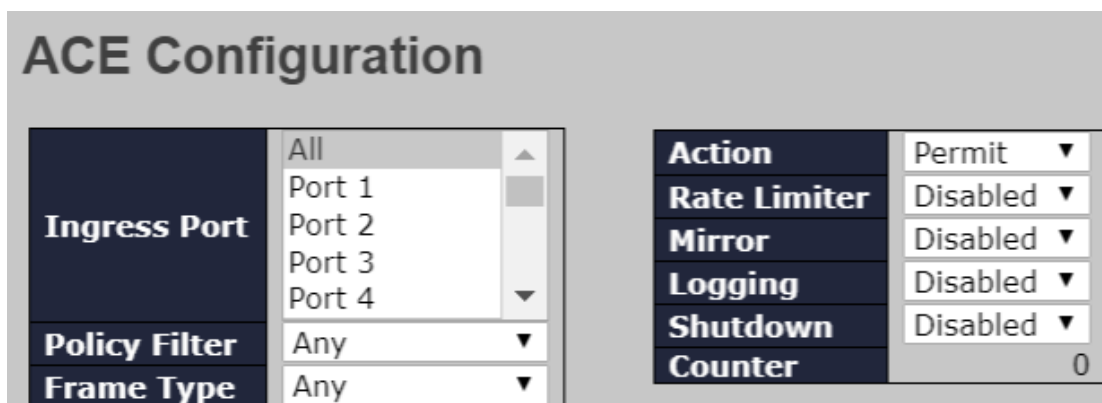 ACE Configuration
Ingress Port
All
Port 1
Port 2
Port 3
Port 4
Policy Filter Any
Frame Type Any
Action Permit
Rate Limiter Disabled
Mirror Disabled
Logging Disabled
Shutdown Disabled
Counter 0